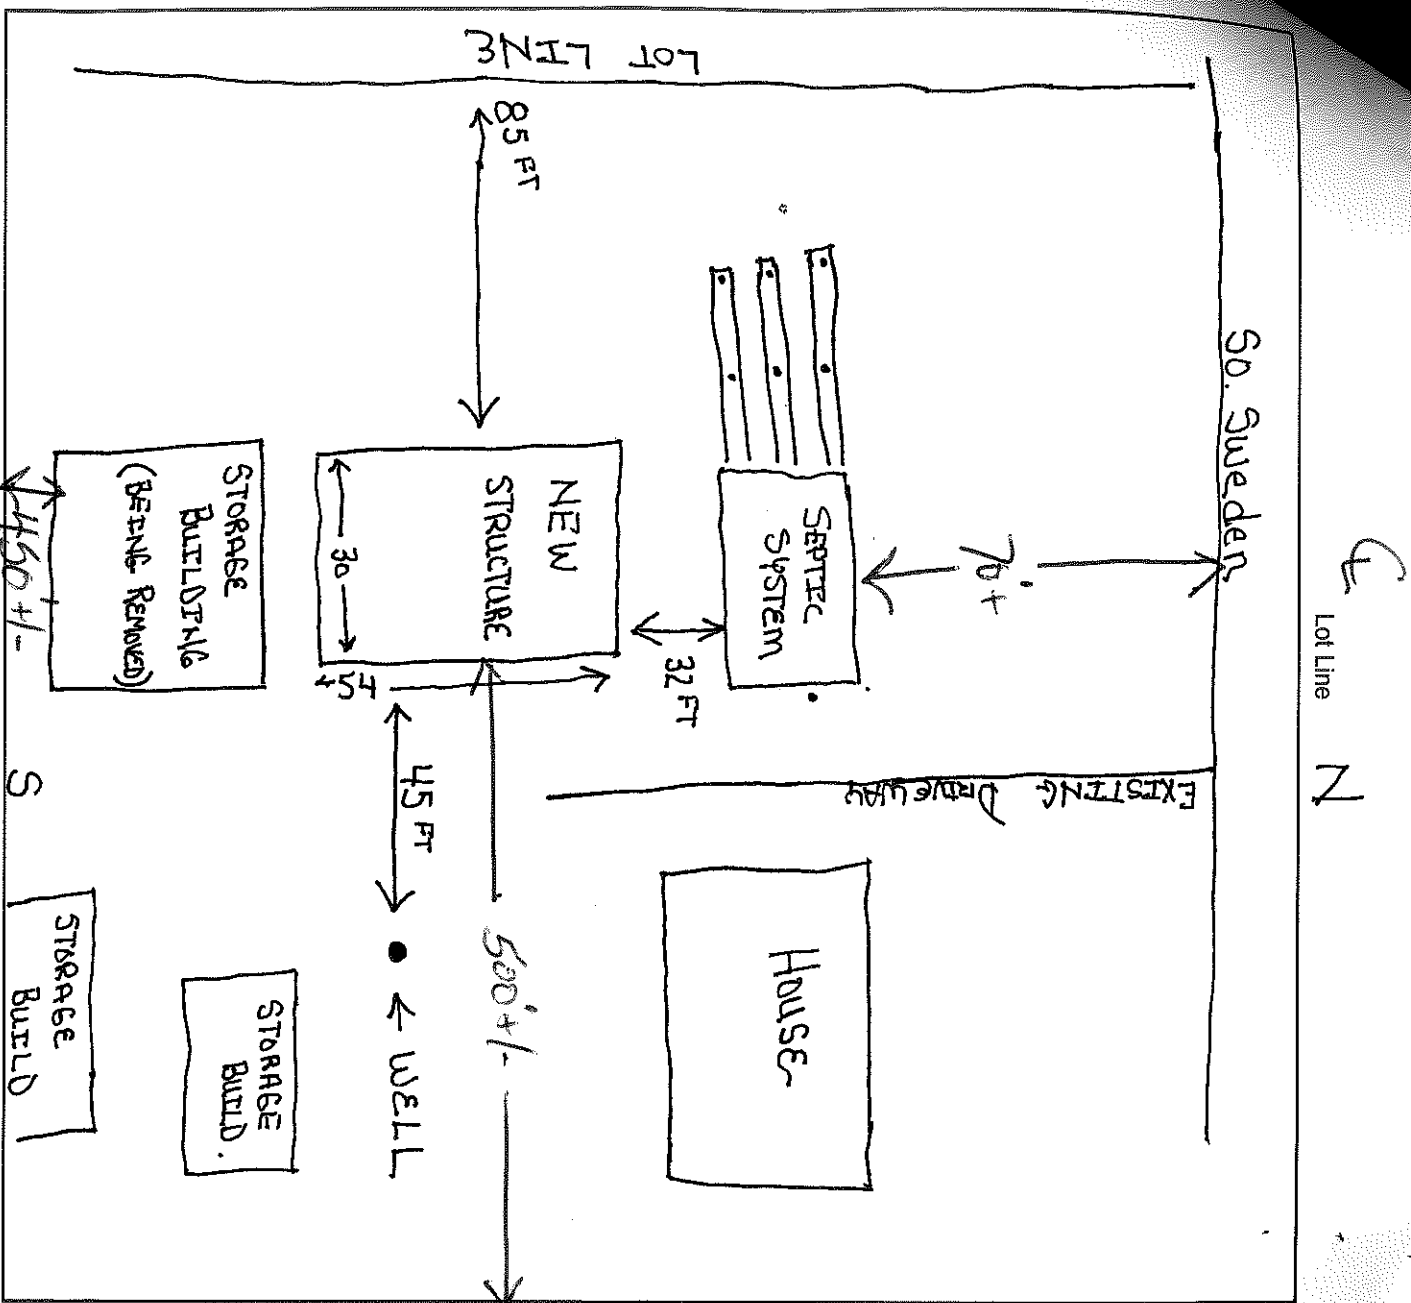 LOT LINE
85 FT
So. Sweden
Lot Line
N
70'+
SEPTIC
SYSTEM
32 FT
NEW
STRUCTURE
30
54
STORAGE
BUILDING
(BEING REMOVED)
450+/-
EXISTING DRIVEWAY
45 FT
500'+/-
HOUSE
← WELL
STORAGE
BUILD.
STORAGE
BUILD
S